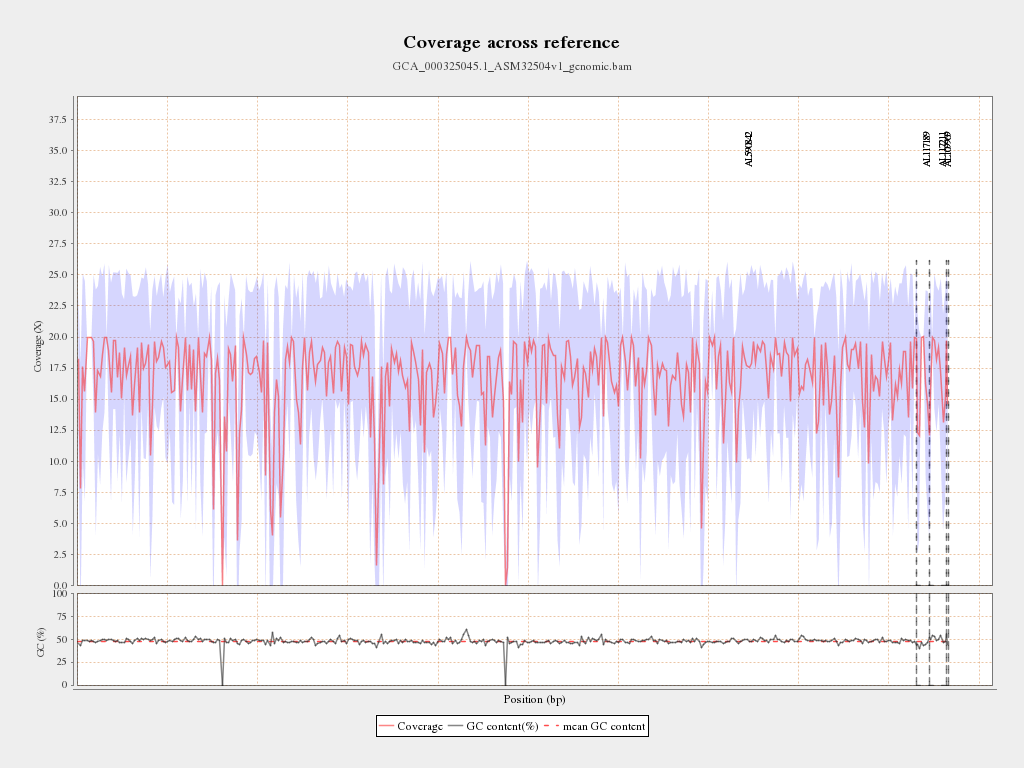 Coverage across reference
GCA_000325045.1_ASM32504v1_genomic.bam
37.5
35.0
32.5
30.0
27.5
25.0
22.5
20.0
17.5
15.0
12.5
10.0
7.5
5.0
2.5
0.0
Coverage (X)
AL590842
AL117189
AL117211
AL109969
100
75
50
25
0
GC (%)
Position (bp)
Coverage GC content(%) mean GC content